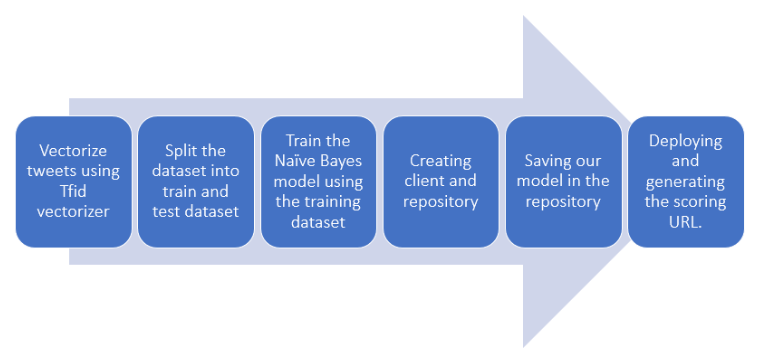 Vectorize
tweets using
Tfid
vectorizer
Split the
dataset into
train and
test dataset
Train the
Naïve Bayes
model using
the training
dataset
Creating
client and
repository
Saving our
model in the
repository
Deploying
and
generating
the scoring
URL.